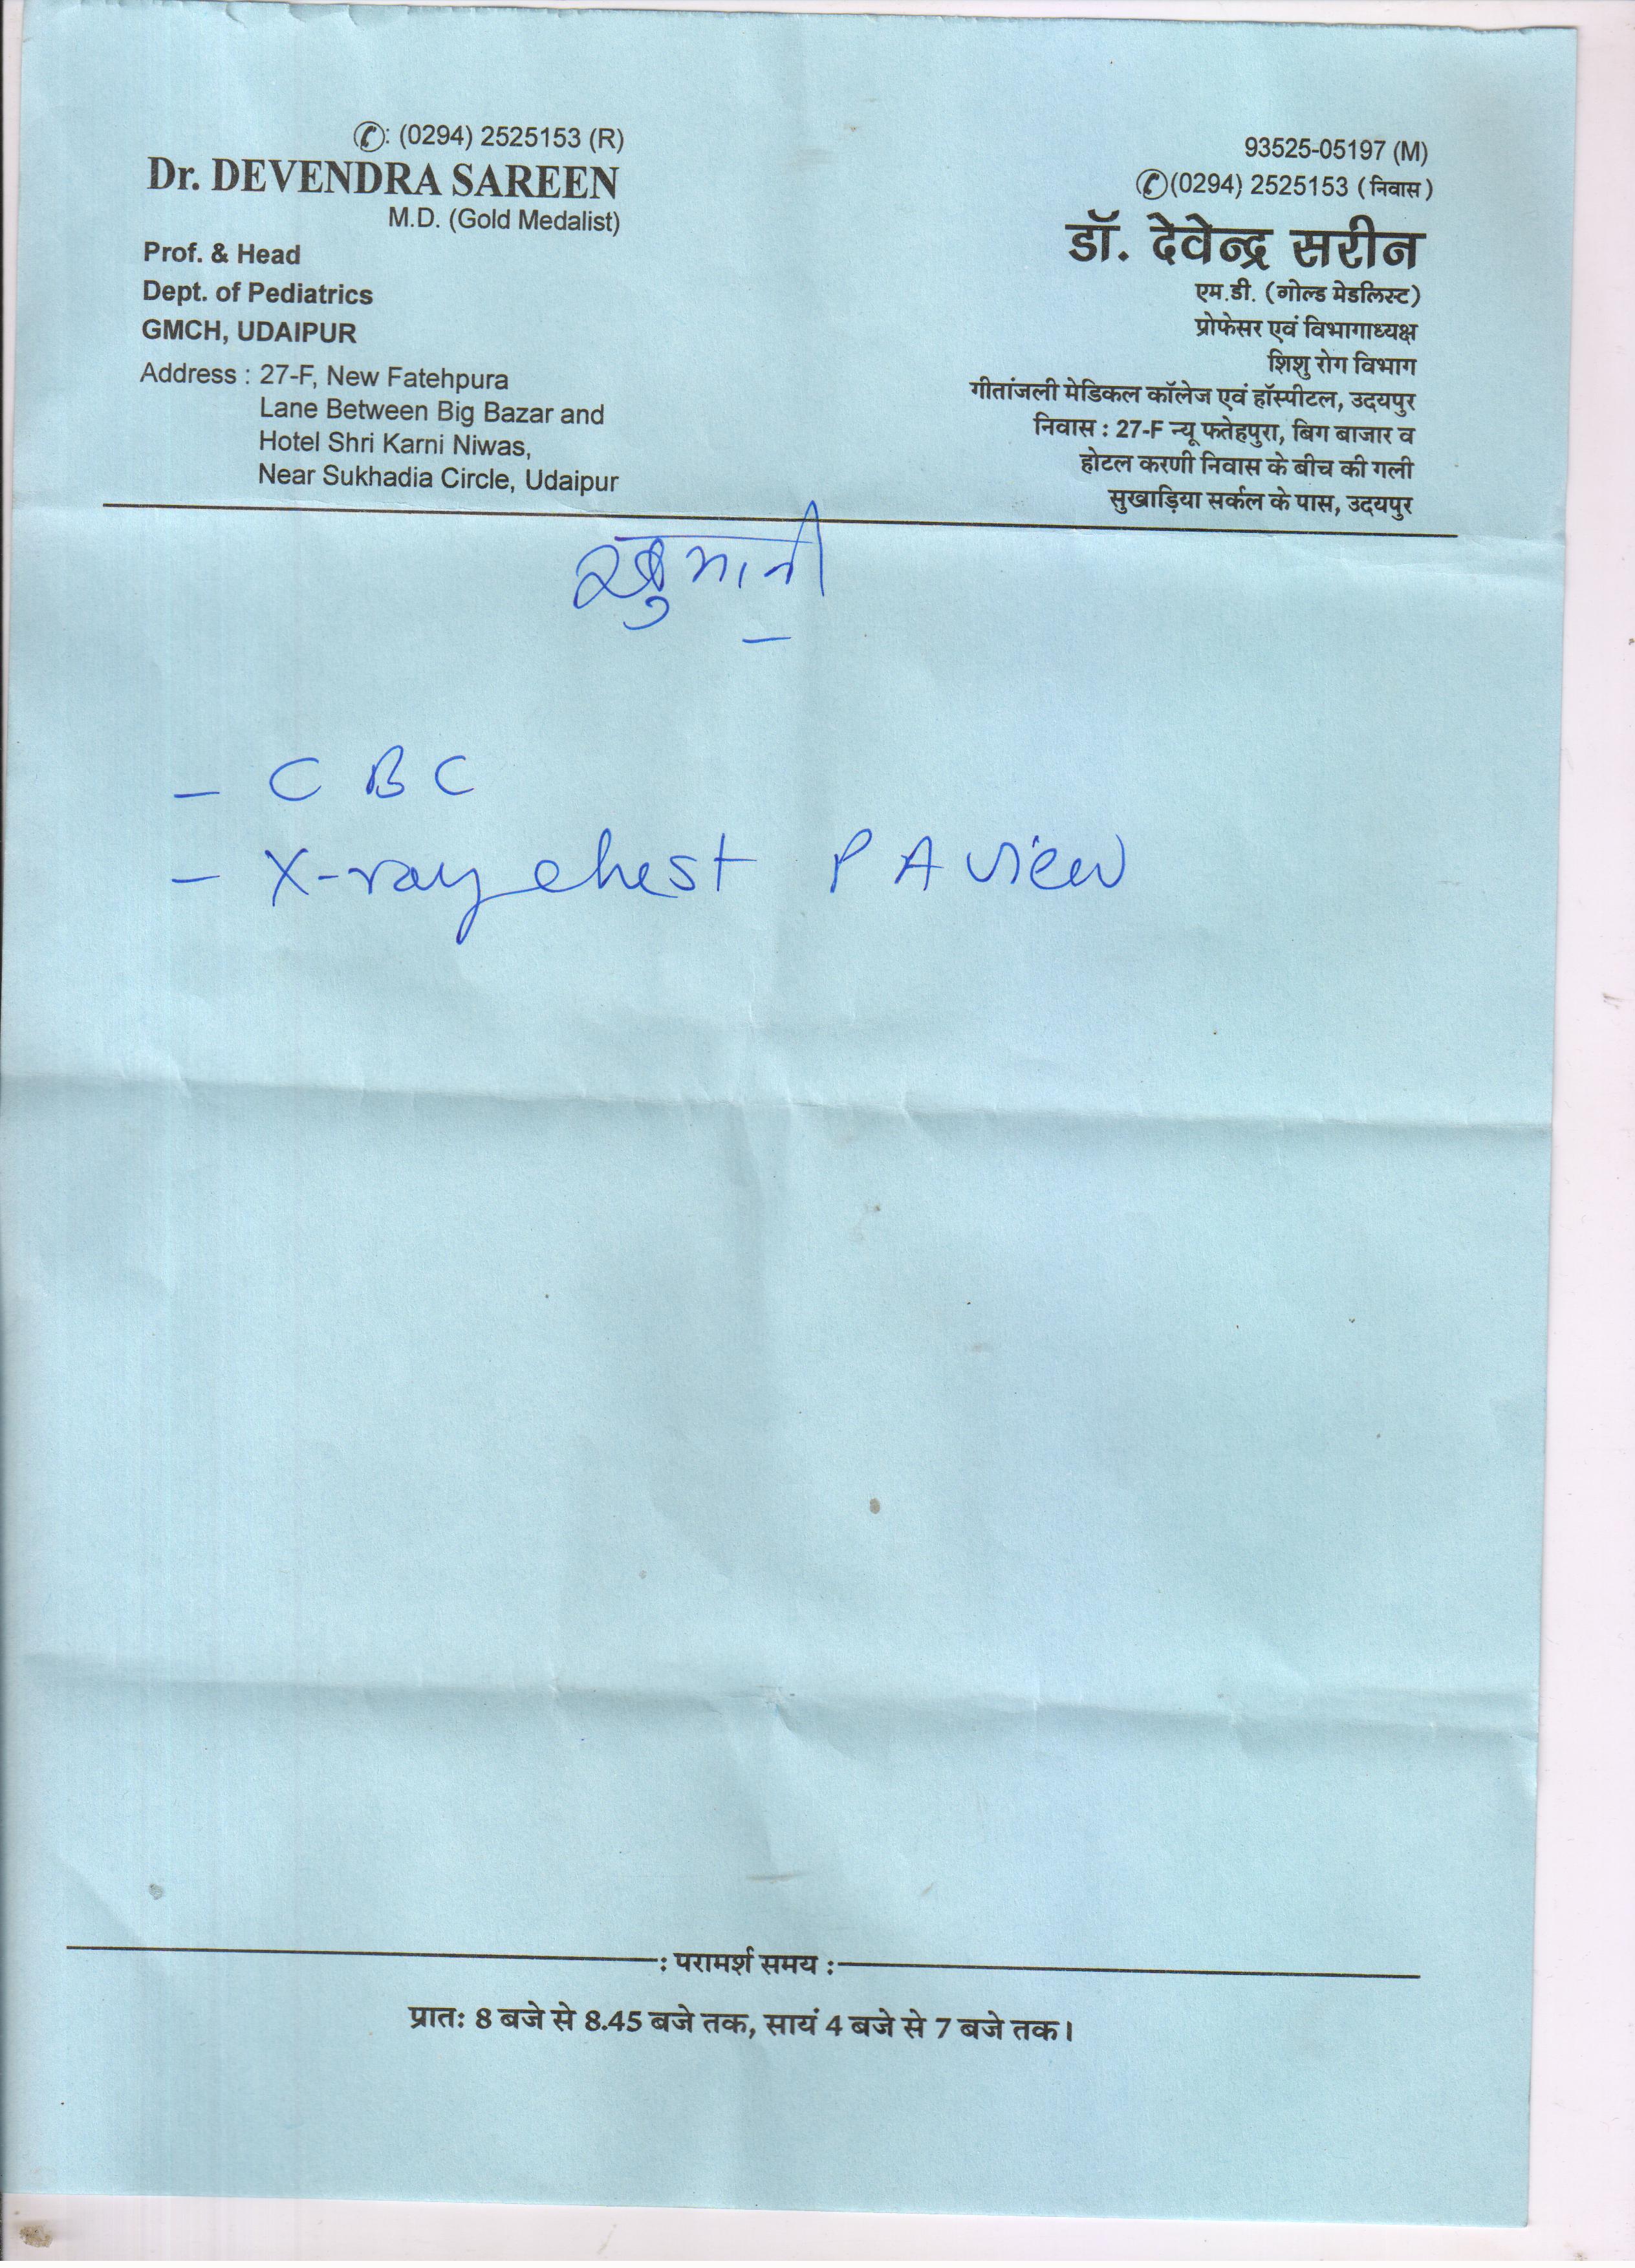 ✆: (0294) 2525153 (R)
Dr. DEVENDRA SAREEN
M.D. (Gold Medalist)
Prof. & Head
Dept. of Pediatrics
GMCH, UDAIPUR
Address : 27-F, New Fatehpura
Lane Between Big Bazar and
Hotel Shri Karni Niwas,
Near Sukhadia Circle, Udaipur
93525-05197 (M)
✆(0294) 2525153 (निवास)
डॉ. देवेन्द्र सरीन
एम.डी. (गोल्ड मेडलिस्ट)
प्रोफेसर एवं विभागाध्यक्ष
शिशु रोग विभाग
गीतांजली मेडिकल कॉलेज एवं हॉस्पीटल, उदयपुर
निवास : 27-F न्यू फतेहपुरा, बिग बाजार व
होटल करणी निवास के बीच की गली
सुखाड़िया सर्कल के पास, उदयपुर
- CBC
- X-ray chest PA view
: परामर्श समय :
प्रातः 8 बजे से 8.45 बजे तक, सायं 4 बजे से 7 बजे तक।